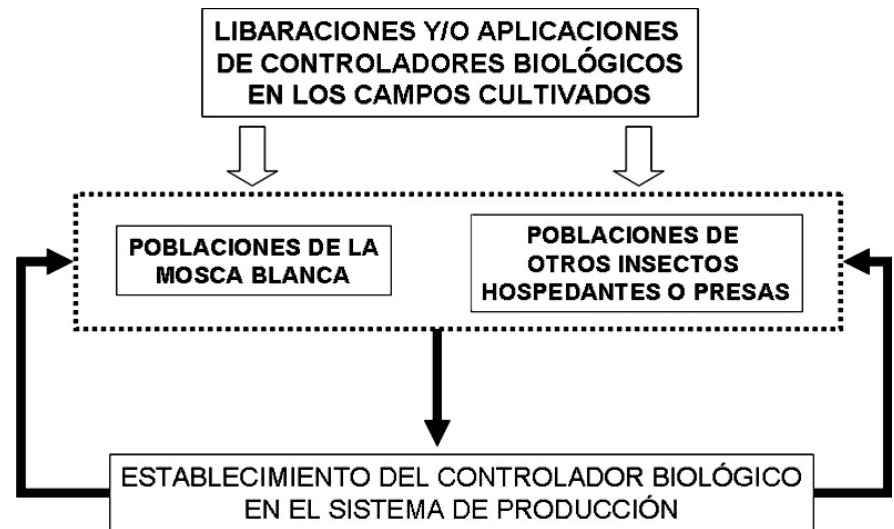 LIBARACIONES Y/O APLICACIONES
DE CONTROLADORES BIOLÓGICOS
EN LOS CAMPOS CULTIVADOS
POBLACIONES DE LA
MOSCA BLANCA
POBLACIONES DE
OTROS INSECTOS
HOSPEDANTES O PRESAS
ESTABLECIMIENTO DEL CONTROLADOR BIOLÓGICO
EN EL SISTEMA DE PRODUCCIÓN